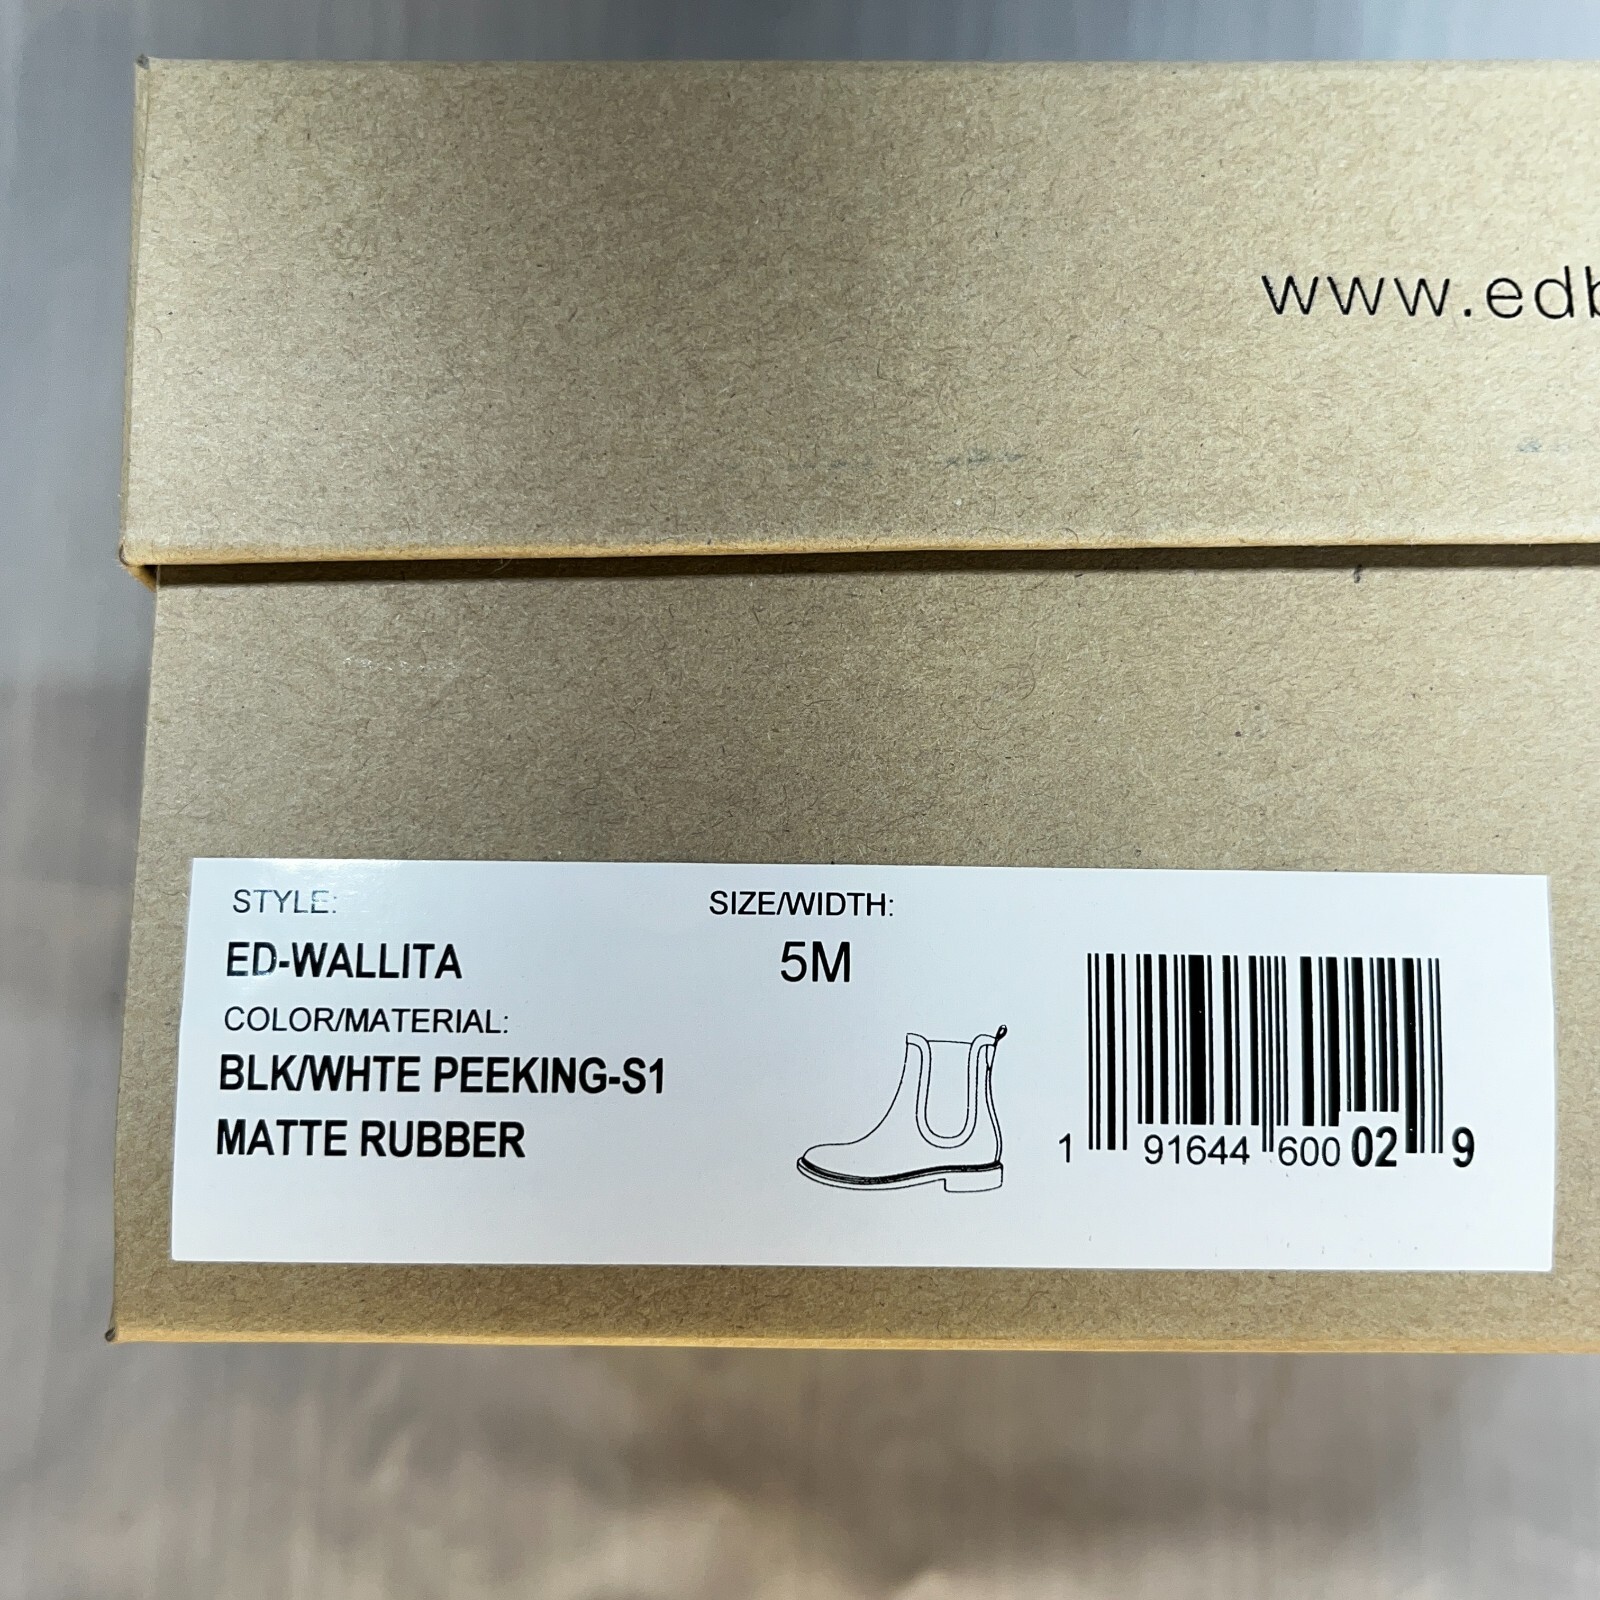 www.edb
STYLE:
SIZE/WIDTH:
ED-WALLITA
5M
COLOR/MATERIAL:
BLK/WHTE PEEKING-S1
MATTE RUBBER
1 91644 600 02 9